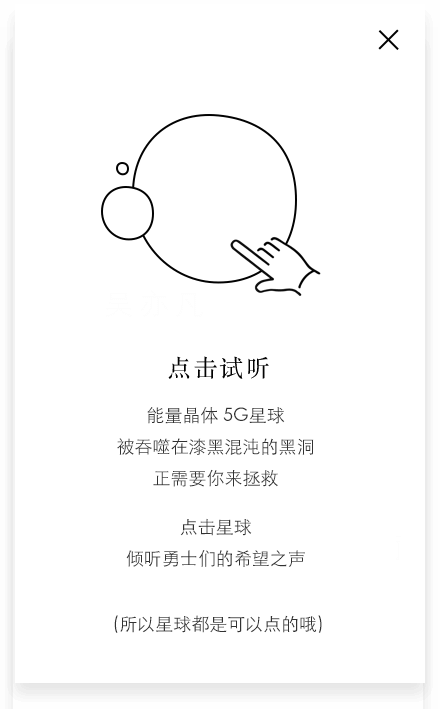 点击试听
能量晶体 5G星球
被吞噬在漆黑混沌的黑洞
正需要你来拯救
点击星球
倾听勇士们的希望之声
(所以星球都是可以点的哦)